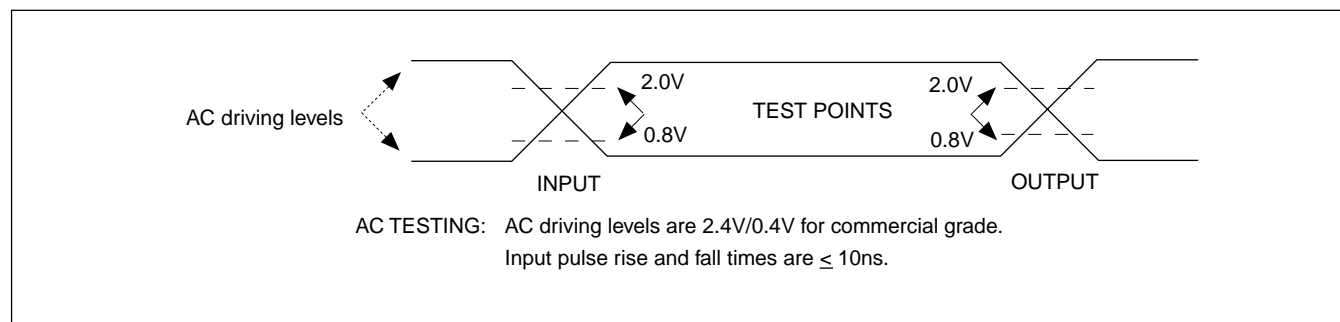 2.0V
2.0V
AC driving levels
TEST POINTS
0.8V
0.8V
INPUT
OUTPUT
AC TESTING: AC driving levels are 2.4V/0.4V for commercial grade.
Input pulse rise and fall times are ≤ 10ns.